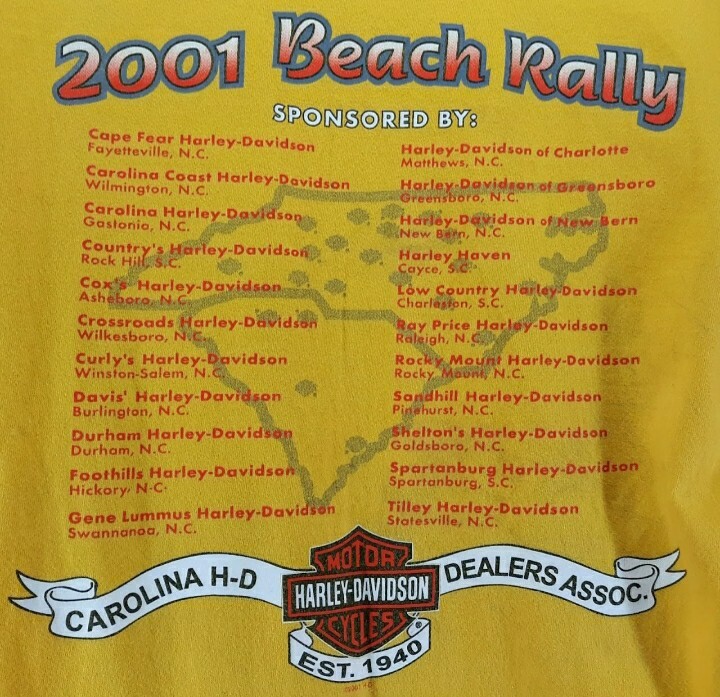 2001 Beach Rally
SPONSORED BY:
Cape Fear Harley-Davidson
Fayetteville, N.C.
Carolina Coast Harley-Davidson
Wilmington, N.C.
Carolina Harley-Davidson
Gastonio, N.C.
Country's Harley-Davidson
Rock Hill, S.C.
Cox's Harley-Davidson
Asheboro, N.C.
Crossroads Harley-Davidson
Wilkesboro, N.C.
Curly's Harley-Davidson
Winston-Salem, N.C.
Davis' Harley-Davidson
Burlington, N.C.
Durham Harley-Davidson
Durham, N.C.
Foothills Harley-Davidson
Hickory N.C.
Gene Lummus Harley-Davidson
Swannanoa, N.C.
Harley-Davidson of Charlotte
Matthews, N.C.
Harley-Davidson of Greensboro
Greensboro, N.C.
Harley-Davidson of New Bern
New Bern, N.C.
Harley Haven
Cayce, S.C.
Low Country Harley-Davidson
Charleston, S.C.
Ray Price Harley-Davidson
Raleigh, N.C.
Rocky Mount Harley-Davidson
Rocky Mount, N.C.
Sandhill Harley-Davidson
Pinehurst, N.C.
Shelton's Harley-Davidson
Goldsboro, N.C.
Spartanburg Harley-Davidson
Spartanburg, S.C.
Tilley Harley-Davidson
Statesville, N.C.
CAROLINA H-D DEALERS ASSOC.
MOTOR
HARLEY-DAVIDSON
CYCLES
®
EST. 1940